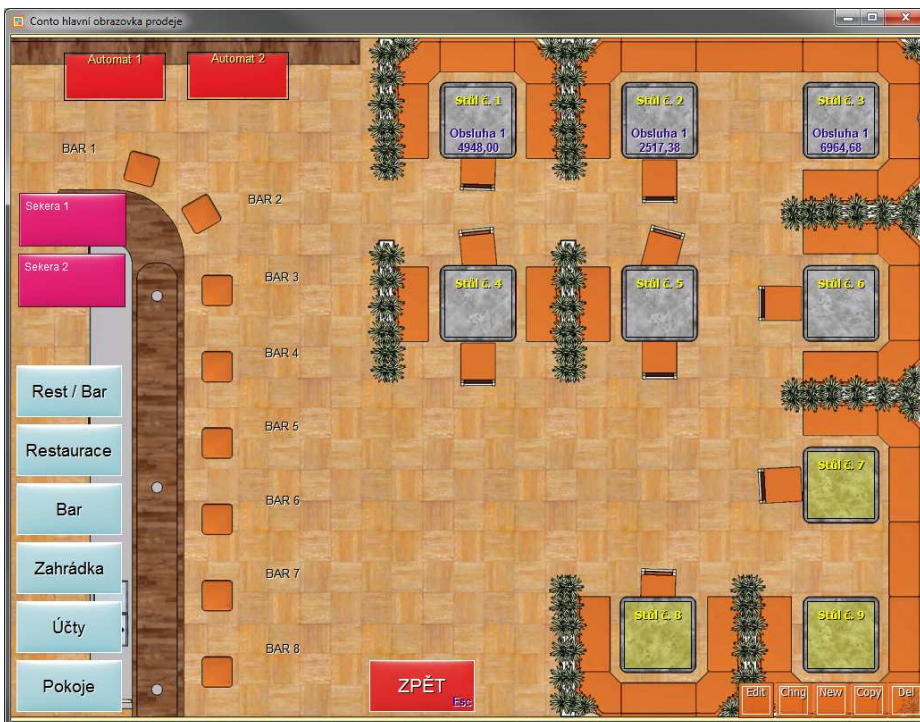 Conto hlavní obrazovka prodeje
Automat 1
Automat 2
Stůl č. 1
Obsluha 1
4948,00
Stůl č. 2
Obsluha 1
2517,38
Stůl č. 3
Obsluha 1
6964,68
BAR 1
BAR 2
Sekera 1
Sekera 2
BAR 3
Stůl č. 4
Stůl č. 5
Stůl č. 6
BAR 4
Rest / Bar
BAR 5
Restaurace
Stůl č. 7
BAR 6
Bar
Zahrádka
BAR 7
Účty
Stůl č. 8
Stůl č. 9
BAR 8
Pokoje
ZPĚT
Esc
Edit
Chng
New
Copy
Del